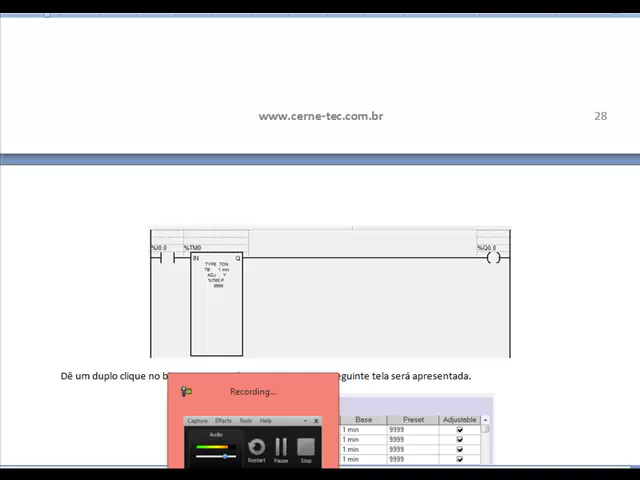 www.cerne-tec.com.br
28
%I0.0 %TM0 %Q0.0
IN Q
TYPE TON
TB 1 min
ADJ Y
%TM0.P
9999
Dê um duplo clique no eguinte tela será apresentada.
Recording...
Capture Effects Tools Help
Audio
Restart Pause Stop
Base Preset Adjustable
1 min 9999
1 min 9999
1 min 9999
1 min 9999